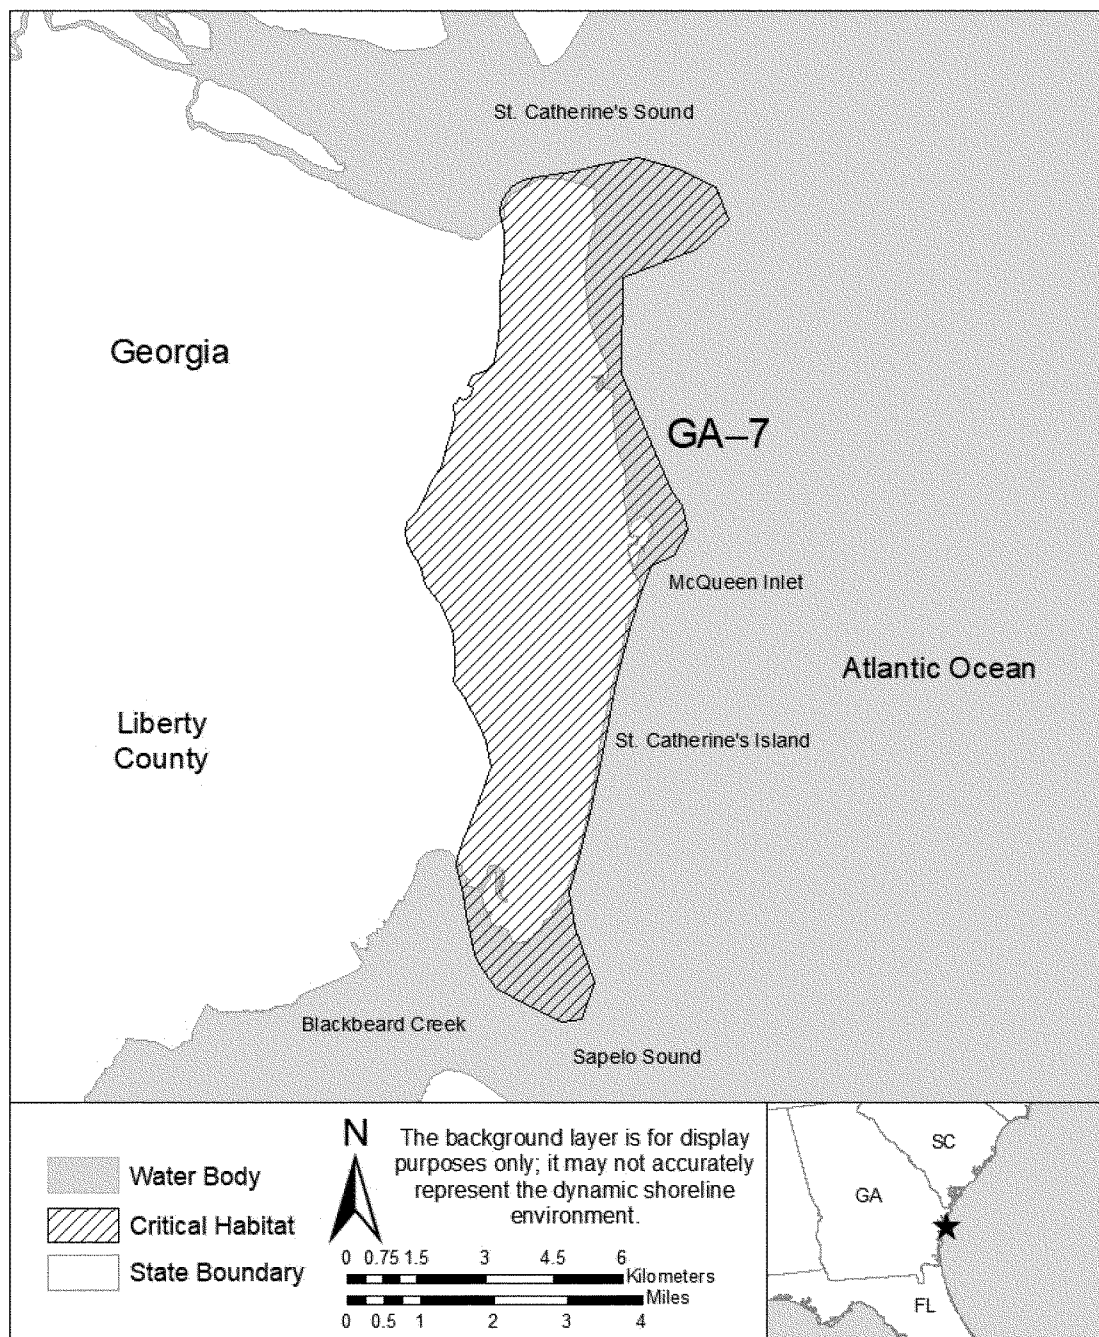 St. Catherine's Sound
Georgia
GA–7
McQueen Inlet
Atlantic Ocean
Liberty
County
St. Catherine's Island
Blackbeard Creek
Sapelo Sound
Water Body
Critical Habitat
State Boundary
N
The background layer is for display
purposes only; it may not accurately
represent the dynamic shoreline
environment.
0 0.75 1.5 3 4.5 6
Kilometers
Miles
0 0.5 1 2 3 4
SC
GA
FL